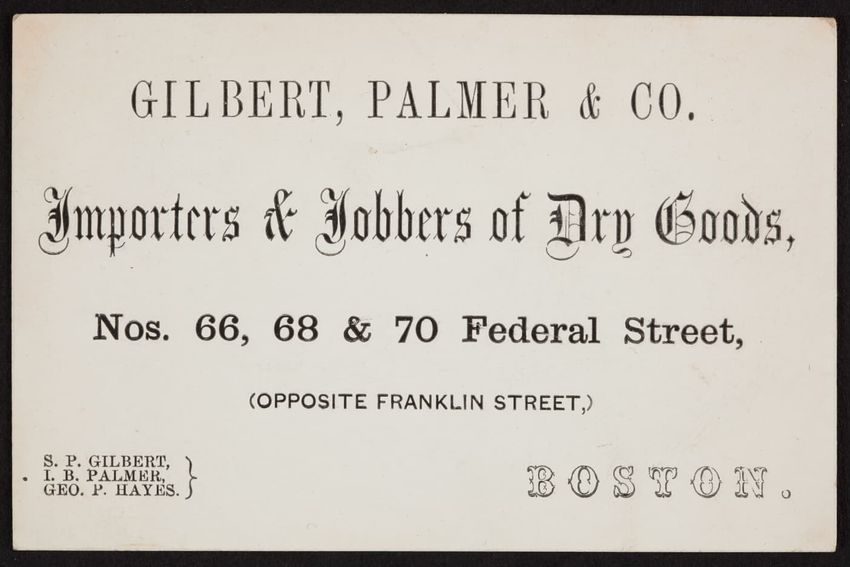 GILBERT, PALMER & CO.
Importers & Jobbers of Dry Goods,
Nos. 66, 68 & 70 Federal Street,
(OPPOSITE FRANKLIN STREET,)
S. P. GILBERT,
I. B. PALMER,
GEO. P. HAYES.
BOSTON.